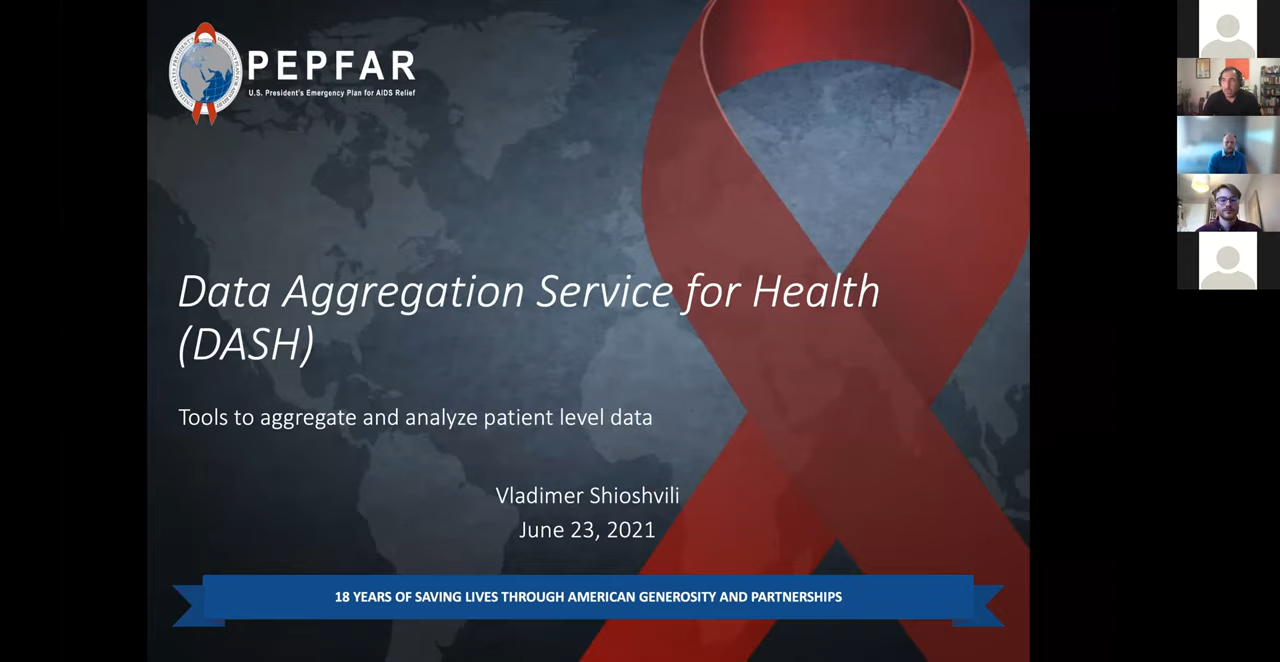 PEPFAR
U.S. President's Emergency Plan for AIDS Relief
Data Aggregation Service for Health
(DASH)
Tools to aggregate and analyze patient level data
Vladimer Shioshvili
June 23, 2021
18 YEARS OF SAVING LIVES THROUGH AMERICAN GENEROSITY AND PARTNERSHIPS